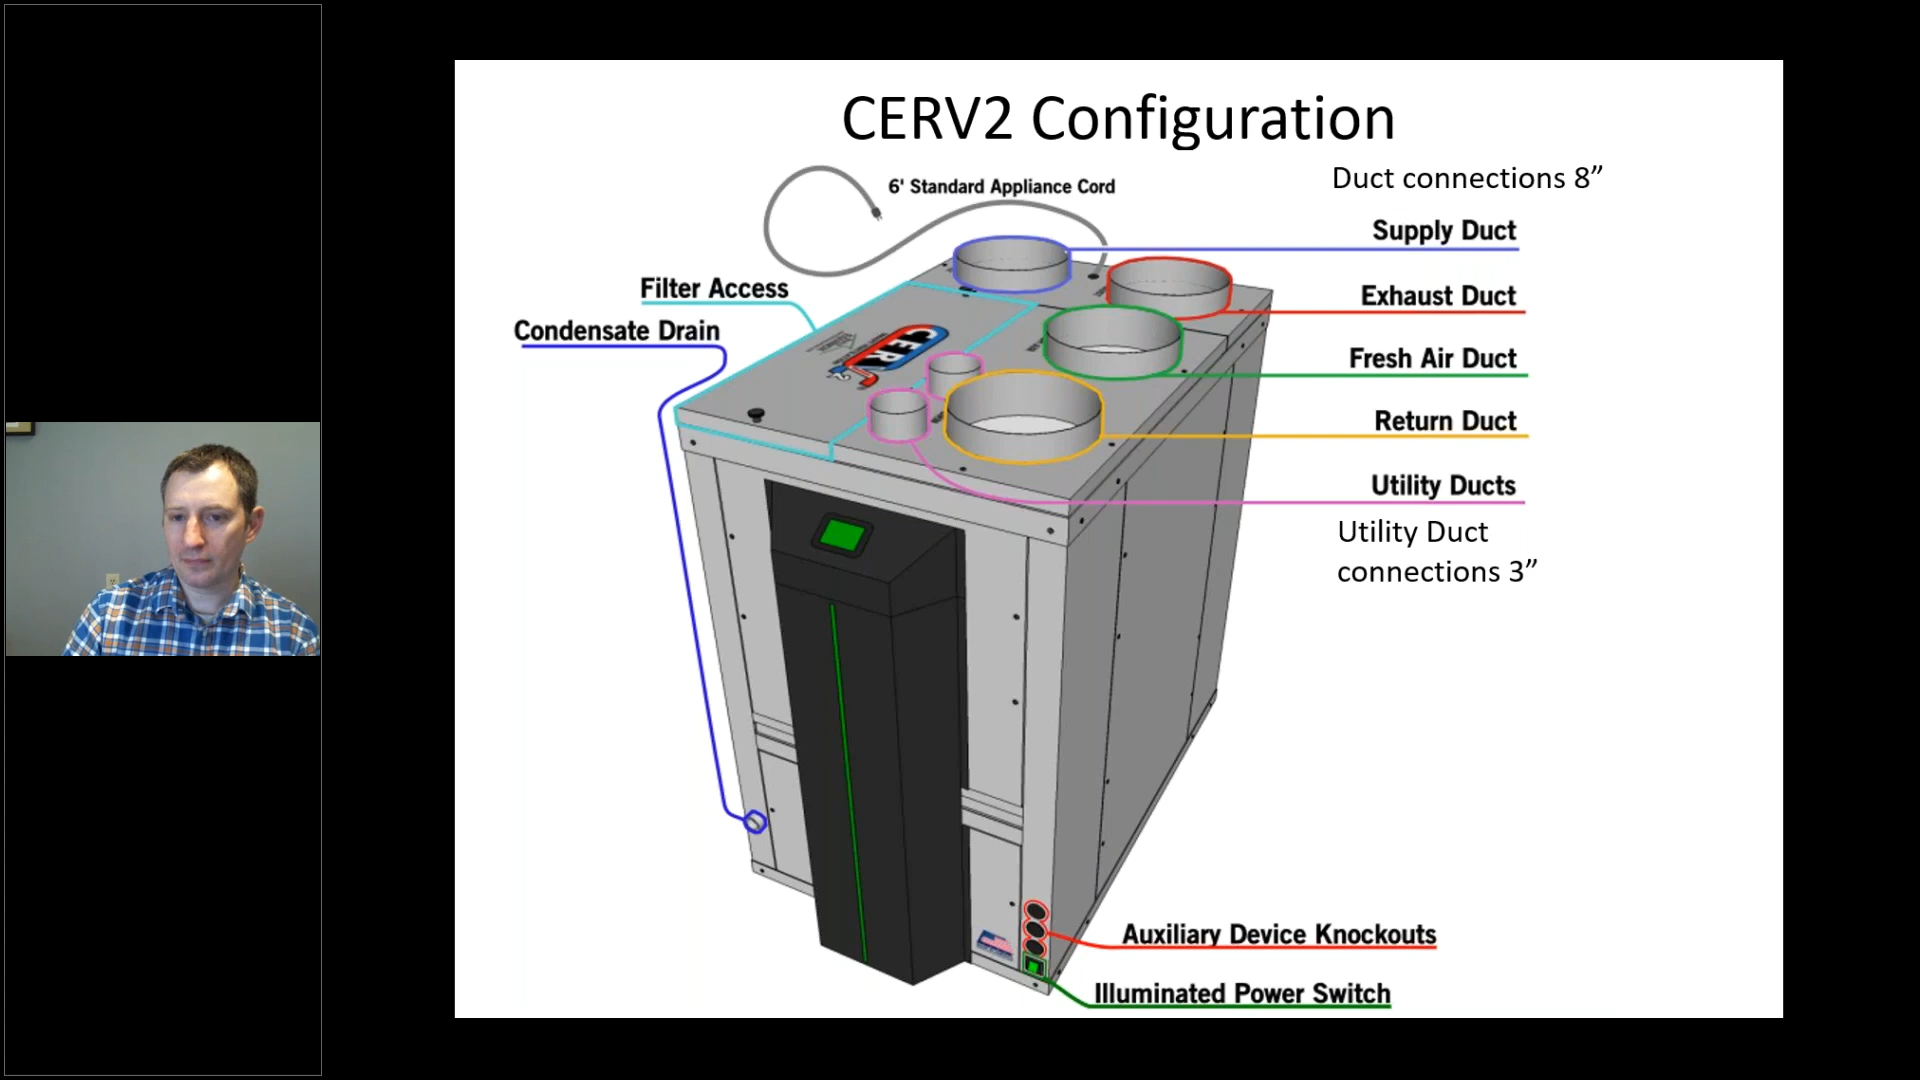 CERV2 Configuration
Duct connections 8”
6' Standard Appliance Cord
Supply Duct
Filter Access
Exhaust Duct
Condensate Drain
Fresh Air Duct
CERV2
Return Duct
Utility Ducts
Utility Duct
connections 3”
Auxiliary Device Knockouts
Illuminated Power Switch